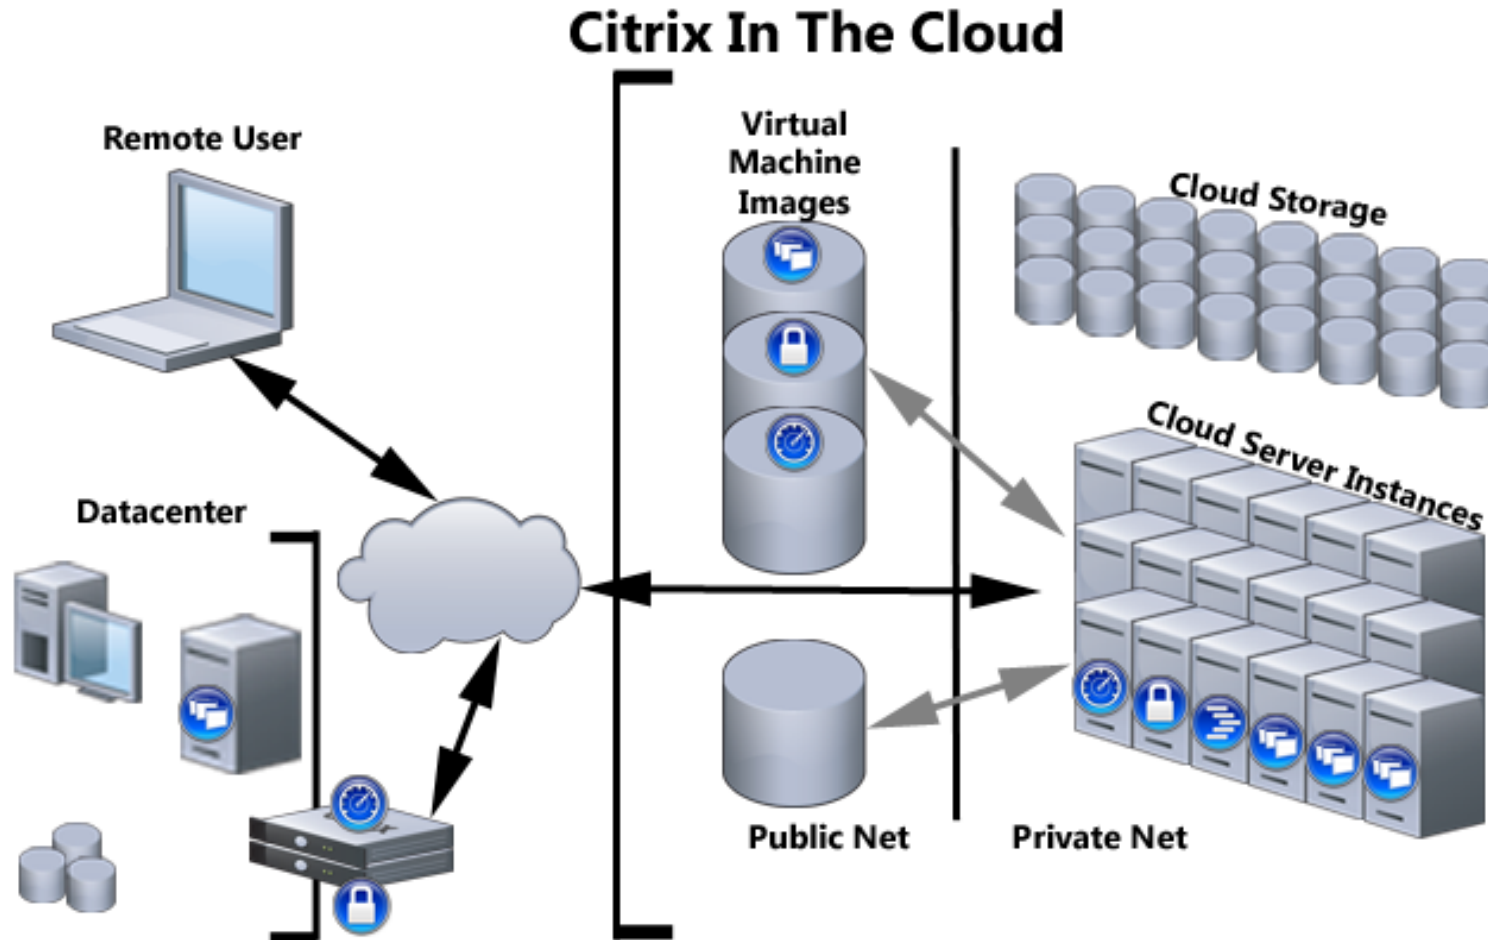 Citrix In The Cloud
Remote User
Virtual
Machine
Images
Cloud Storage
Cloud Server Instances
Datacenter
Public Net
Private Net